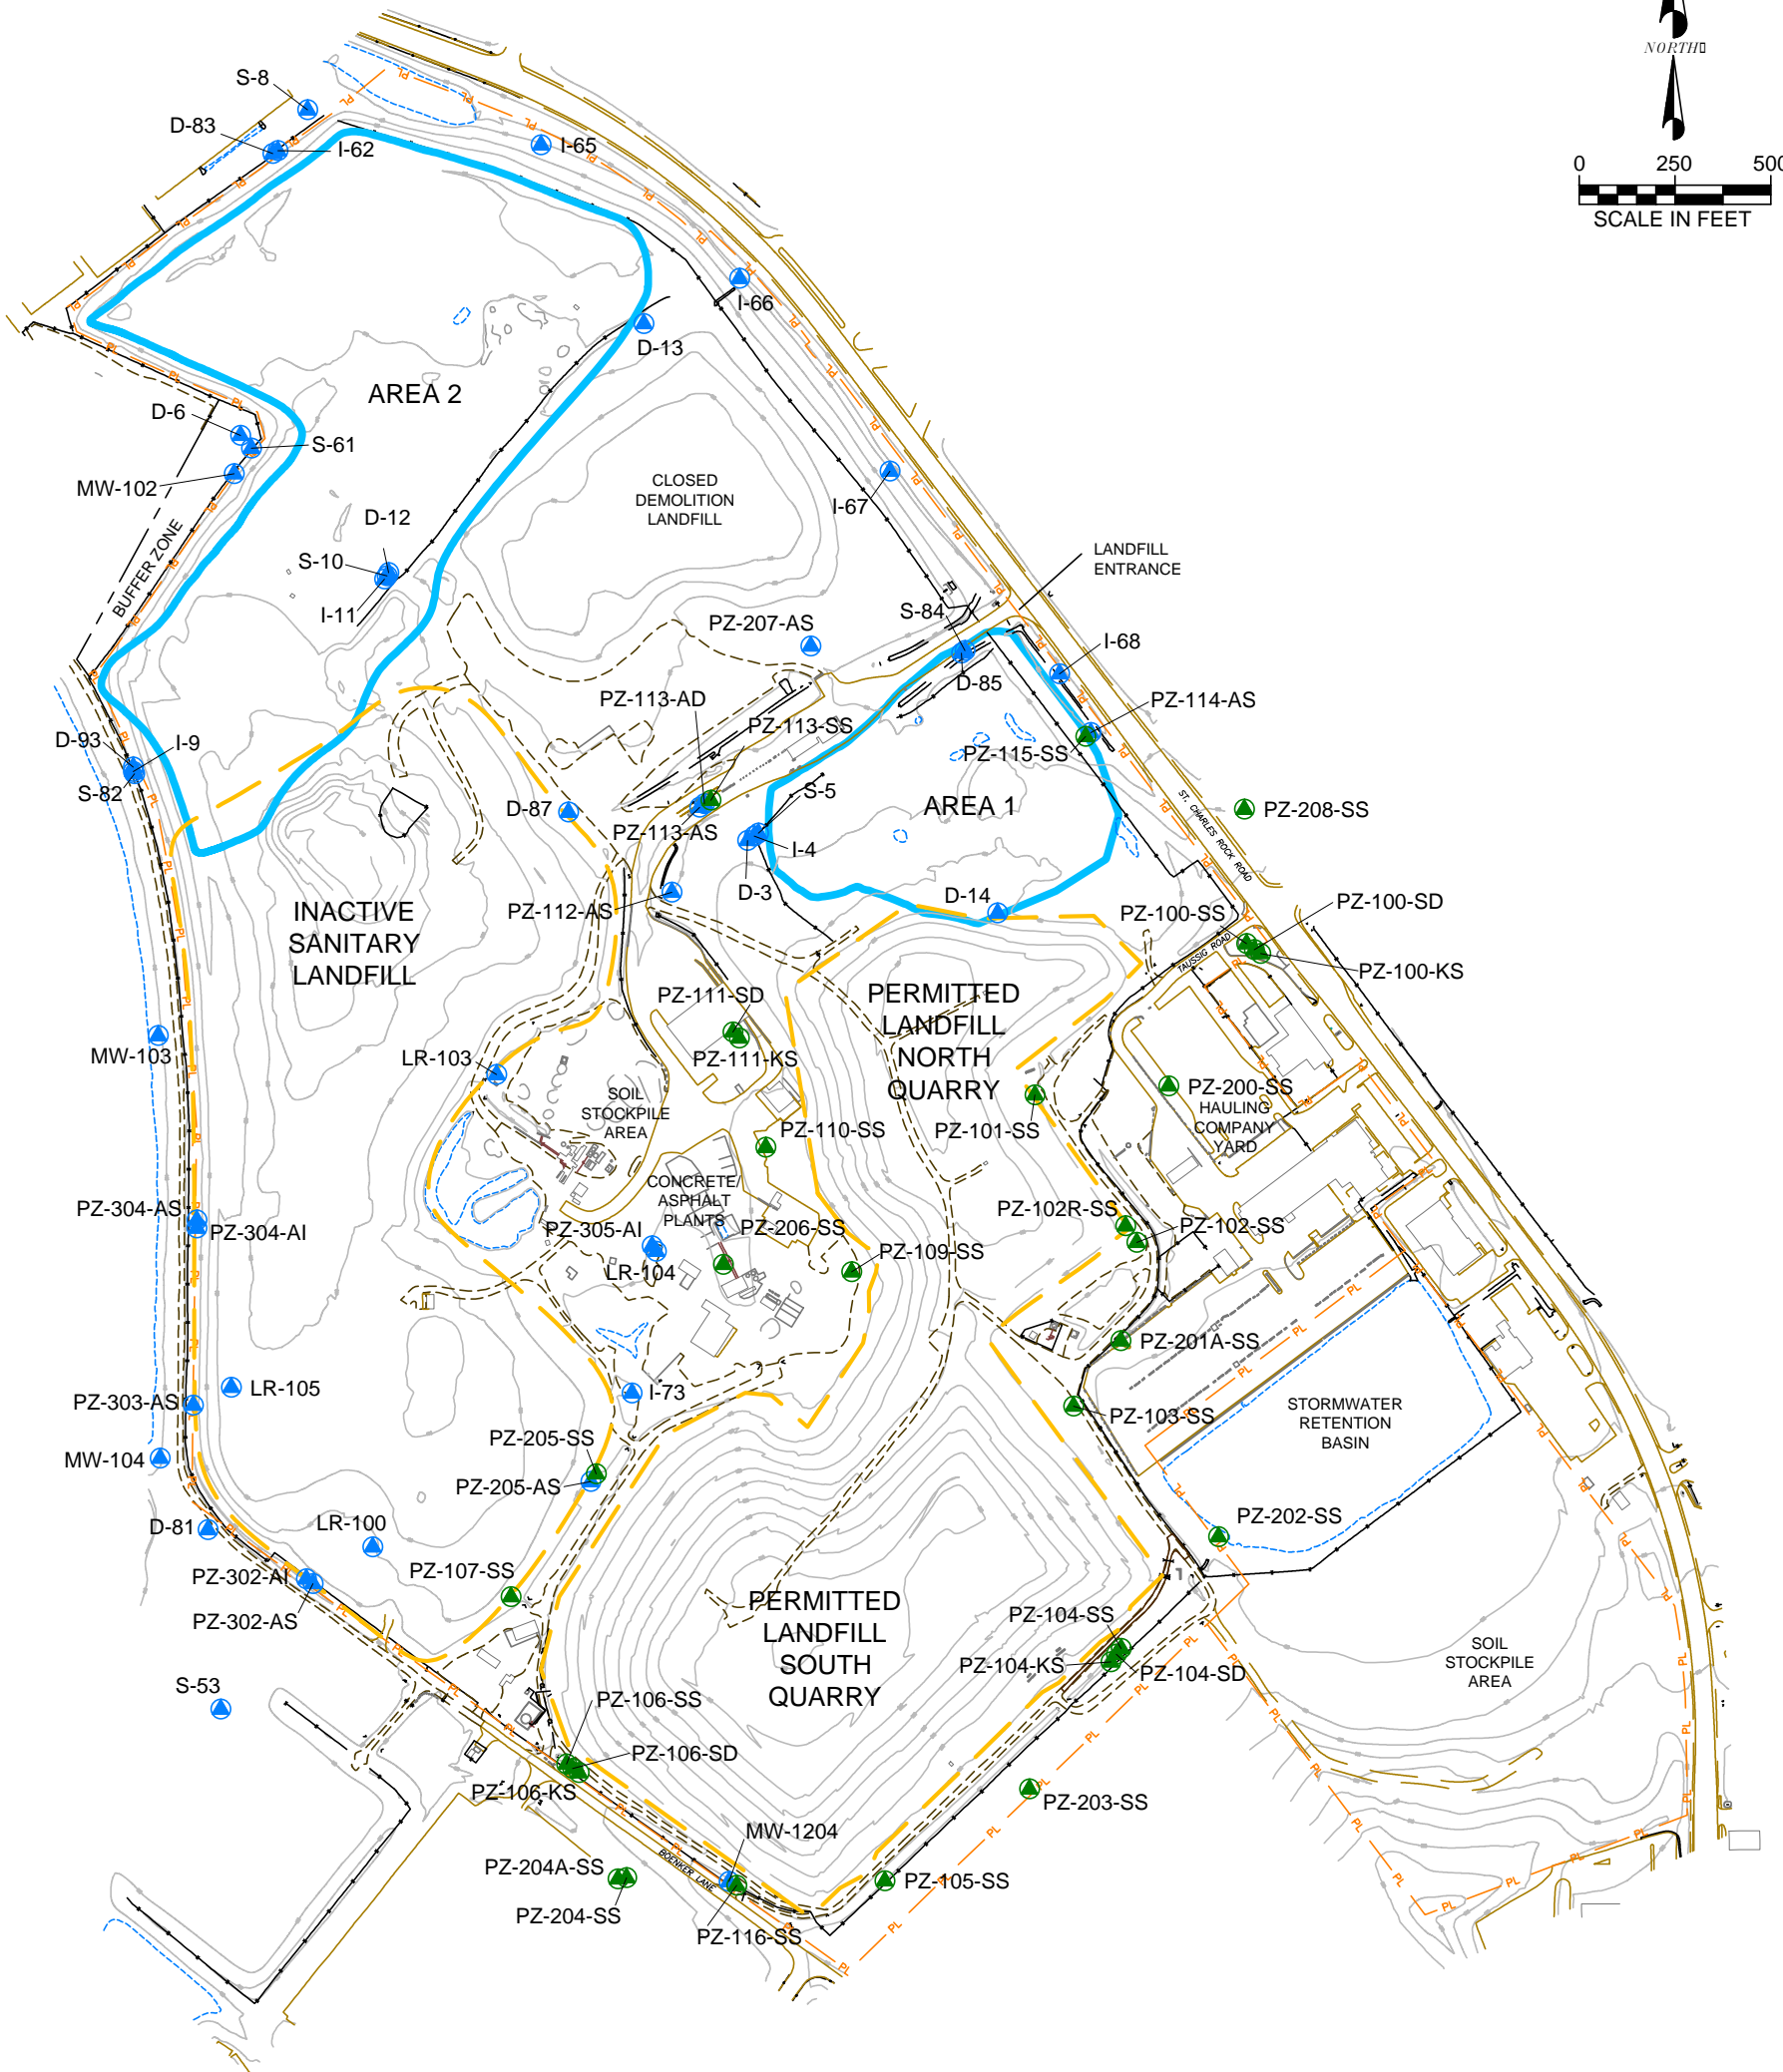 NORTH
0 250 500
SCALE IN FEET
S-8
D-83
I-62
I-65
I-66
D-13
AREA 2
D-6
S-61
MW-102
CLOSED
DEMOLITION
LANDFILL
I-67
D-12
S-10
I-11
BUFFER ZONE
LANDFILL
ENTRANCE
S-84
PZ-207-AS
I-68
D-85
PZ-113-AD
PZ-114-AS
PZ-113-SS
D-93
I-9
PZ-115-SS
S-82
S-5
D-87
AREA 1
PZ-208-SS
ST. CHARLES ROCK ROAD
PZ-113-AS
I-4
D-3
D-14
PZ-112-AS
INACTIVE
SANITARY
LANDFILL
PZ-100-SS
PZ-100-SD
TAUSSIG ROAD
PZ-100-KS
PZ-111-SD
PERMITTED
LANDFILL
NORTH
QUARRY
MW-103
LR-103
PZ-111-KS
SOIL
STOCKPILE
AREA
PZ-200-SS
HAULING
COMPANY
YARD
PZ-101-SS
PZ-110-SS
CONCRETE/
ASPHALT
PLANTS
PZ-304-AS
PZ-304-AI
PZ-305-AI
PZ-206-SS
PZ-102R-SS
PZ-102-SS
PZ-109-SS
LR-104
PZ-201A-SS
LR-105
I-73
PZ-303-AS
PZ-103-SS
STORMWATER
RETENTION
BASIN
PZ-205-SS
MW-104
PZ-205-AS
D-81
LR-100
PZ-202-SS
PZ-302-AI
PZ-107-SS
PZ-302-AS
PERMITTED
LANDFILL
SOUTH
QUARRY
PZ-104-SS
PZ-104-KS
PZ-104-SD
SOIL
STOCKPILE
AREA
S-53
PZ-106-SS
PZ-106-SD
PZ-106-KS
PZ-203-SS
MW-1204
BOENKER LANE
PZ-204A-SS
PZ-105-SS
PZ-204-SS
PZ-116-SS
PL